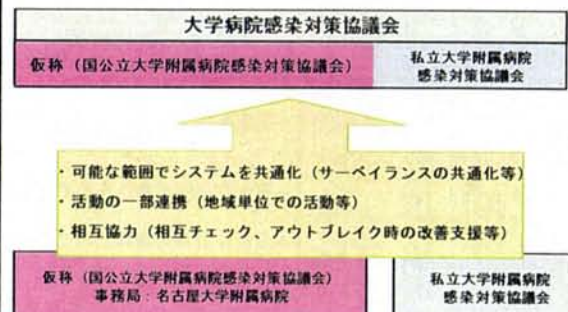 大学病院感染対策協議会
仮称（国公立大学附属病院感染対策協議会）
私立大学附属病院
感染対策協議会
・可能な範囲でシステムを共通化（サーベイランスの共通化等）
・活動の一部連携（地域単位での活動等）
・相互協力（相互チェック、アウトブレイク時の改善支援等）
仮称（国公立大学附属病院感染対策協議会）
事務局：名古屋大学附属病院
私立大学附属病院
感染対策協議会